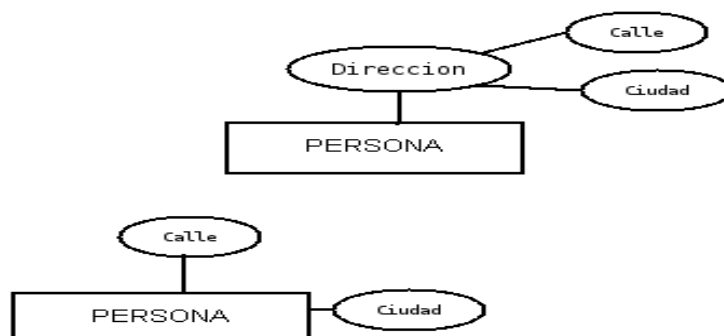 Calle
Direccion
Ciudad
PERSONA
Calle
PERSONA
Ciudad